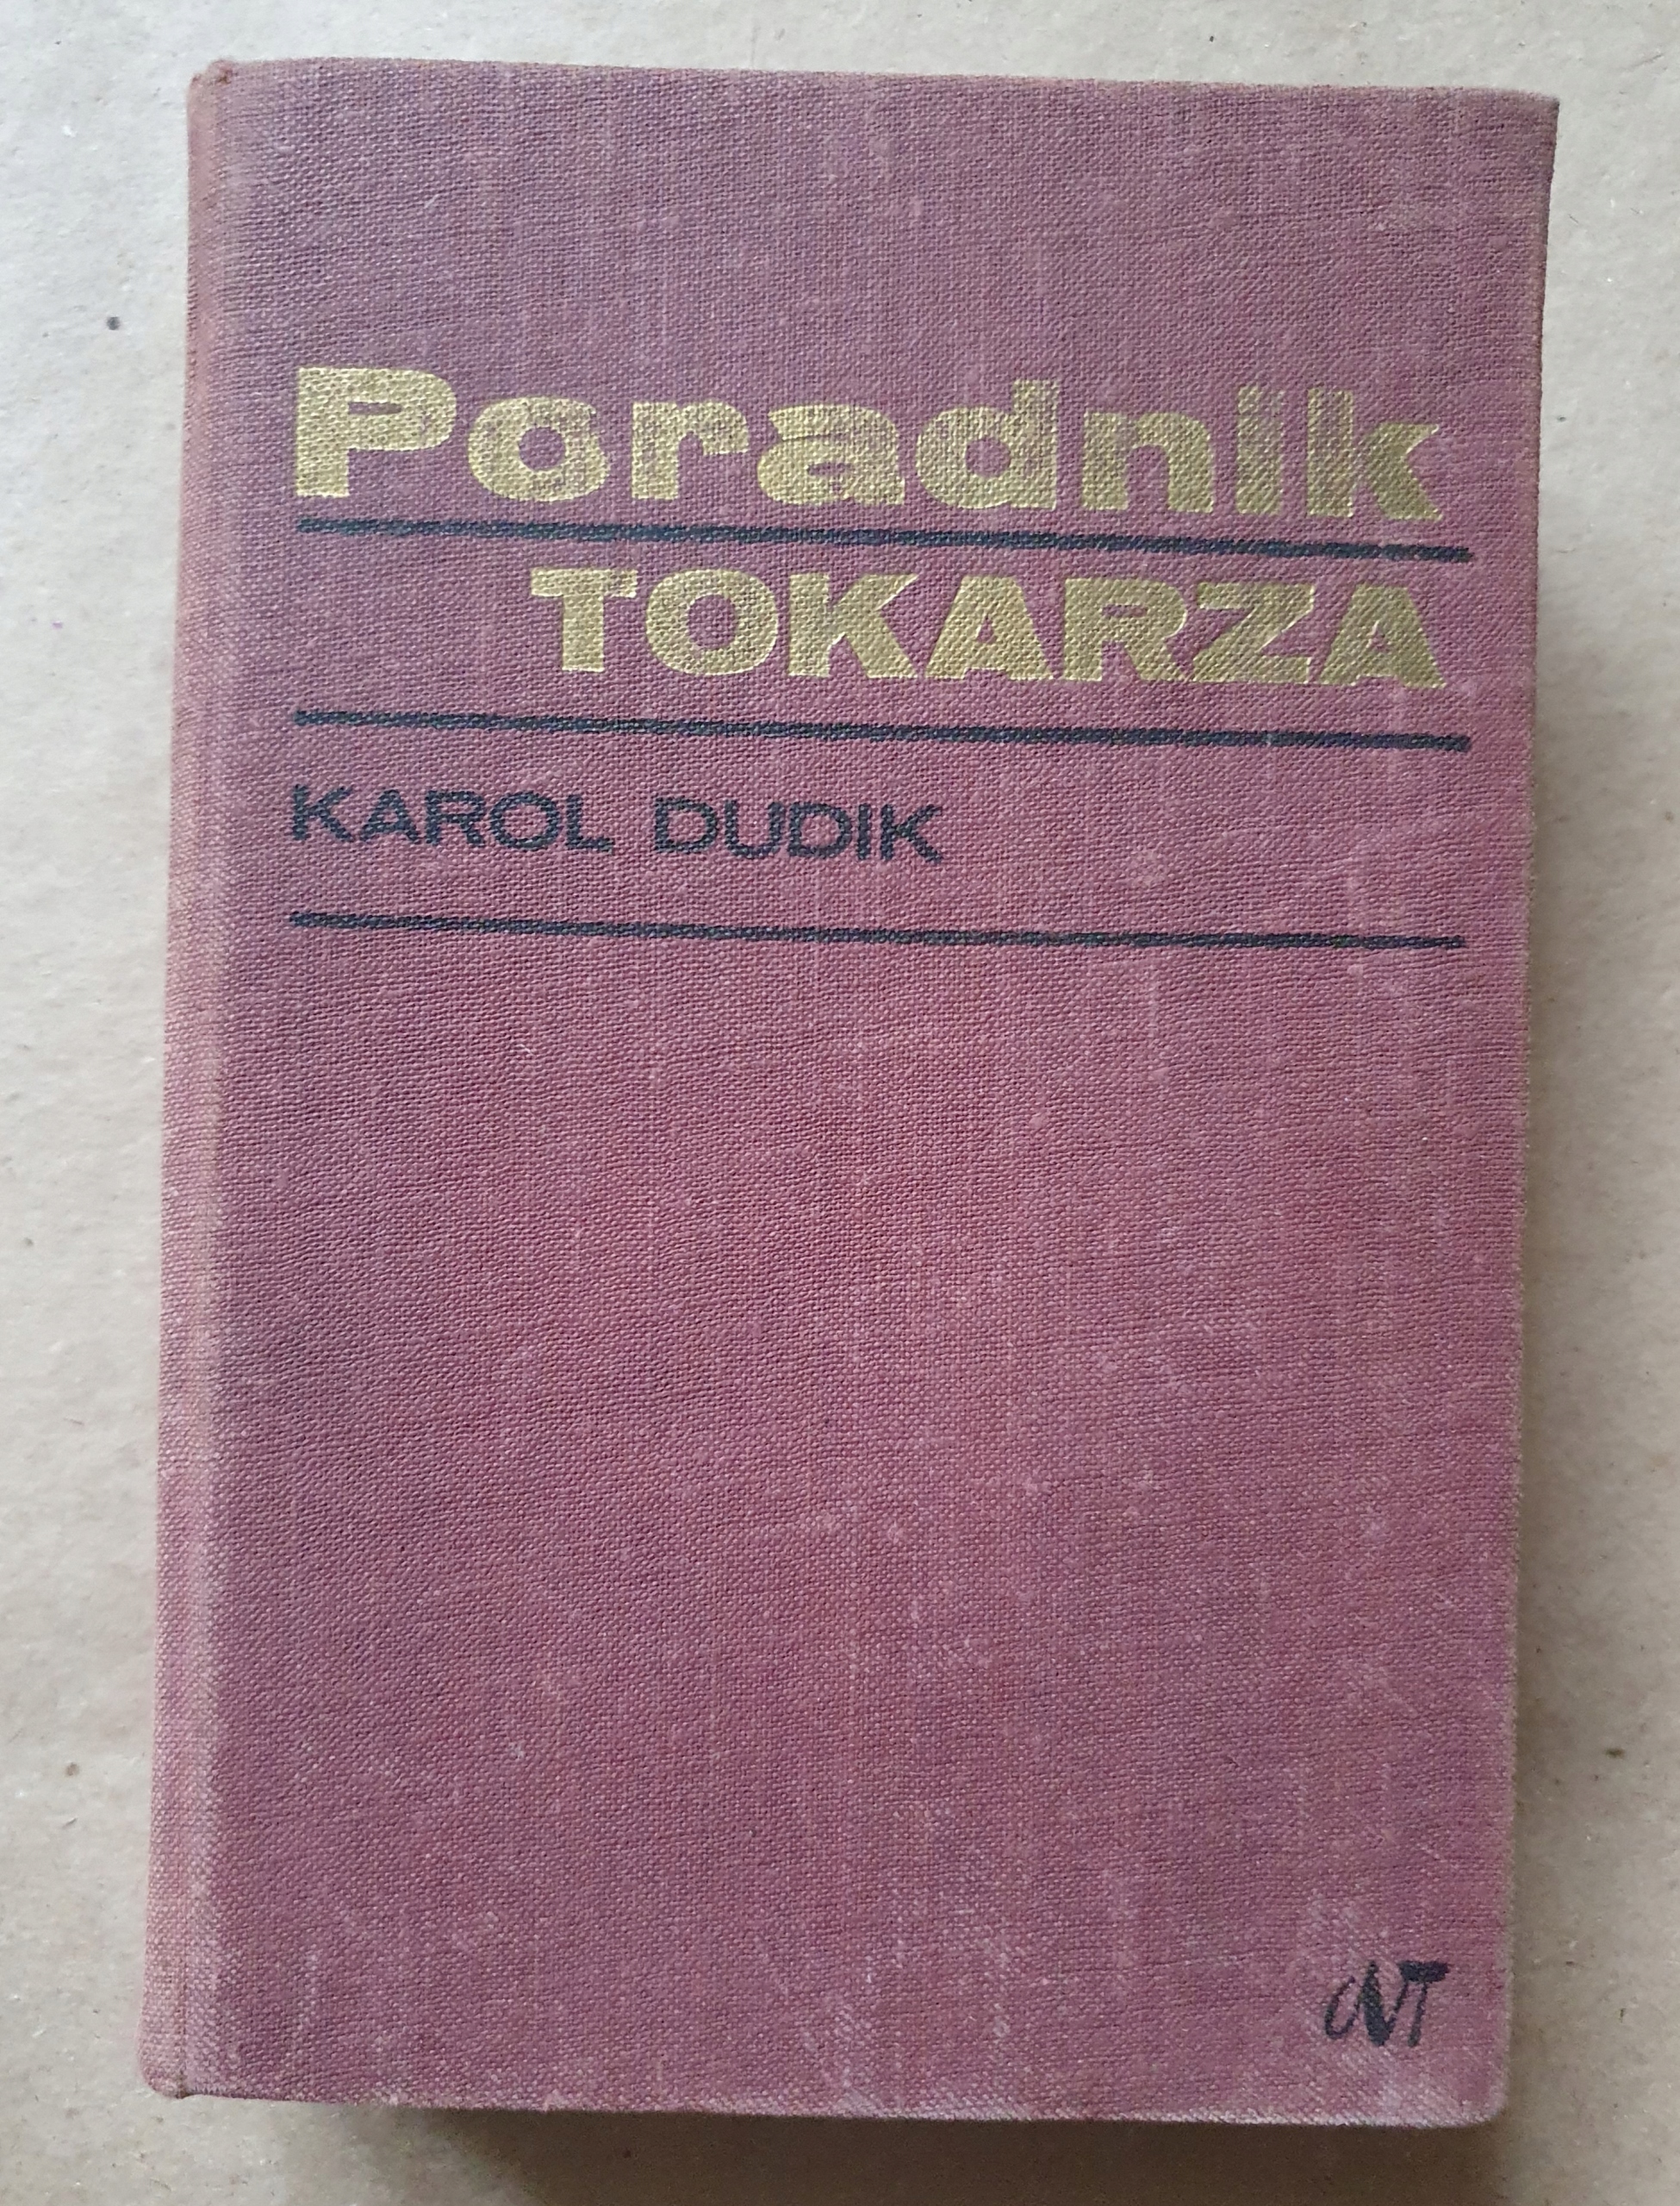 Poradnik
TOKARZA
KAROL DUDIK
WNT